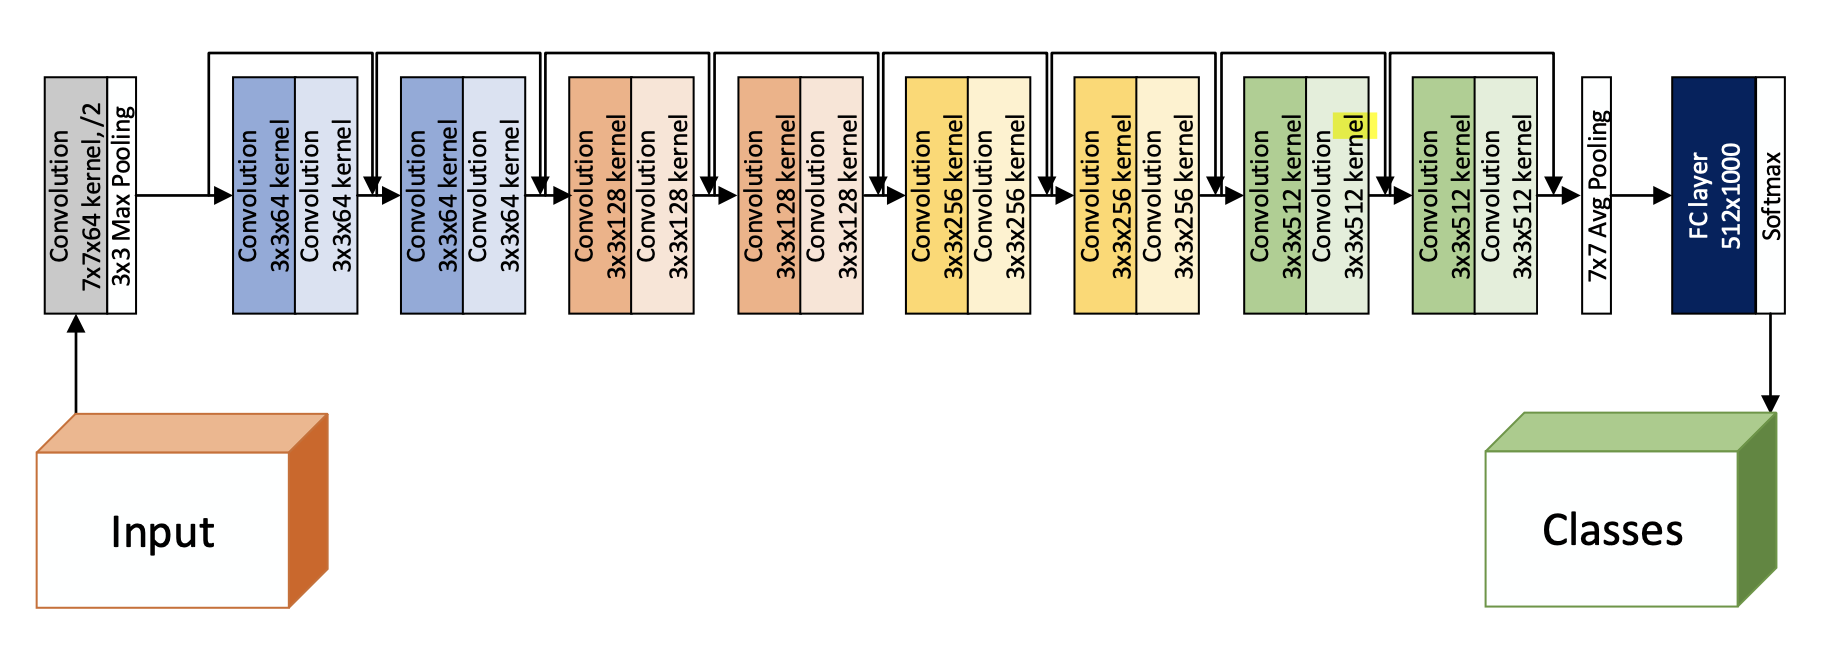 Convolution
7x7x64 kernel, /2
3x3 Max Pooling
Convolution
3x3x64 kernel
Convolution
3x3x64 kernel
Convolution
3x3x64 kernel
Convolution
3x3x64 kernel
Convolution
3x3x128 kernel
Convolution
3x3x128 kernel
Convolution
3x3x128 kernel
Convolution
3x3x128 kernel
Convolution
3x3x256 kernel
Convolution
3x3x256 kernel
Convolution
3x3x256 kernel
Convolution
3x3x256 kernel
Convolution
3x3x512 kernel
Convolution
3x3x512 kernel
Convolution
3x3x512 kernel
Convolution
3x3x512 kernel
7x7 Avg Pooling
FC layer
512x1000
Softmax
Input
Classes